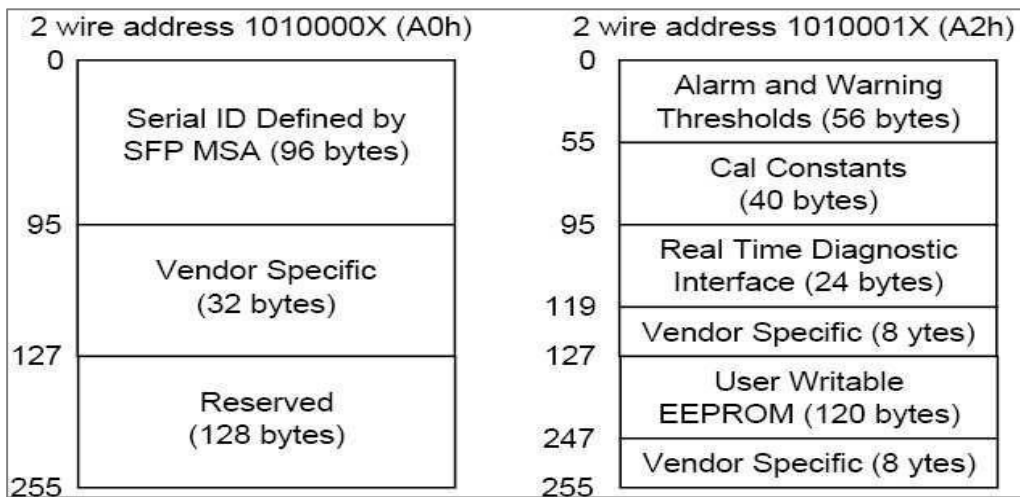 2 wire address 1010000X (A0h)
0
Serial ID Defined by
SFP MSA (96 bytes)
95
Vendor Specific
(32 bytes)
127
Reserved
(128 bytes)
255
2 wire address 1010001X (A2h)
0
Alarm and Warning
Thresholds (56 bytes)
55
Cal Constants
(40 bytes)
95
Real Time Diagnostic
Interface (24 bytes)
119
Vendor Specific (8 ytes)
127
User Writable
EEPROM (120 bytes)
247
Vendor Specific (8 ytes)
255